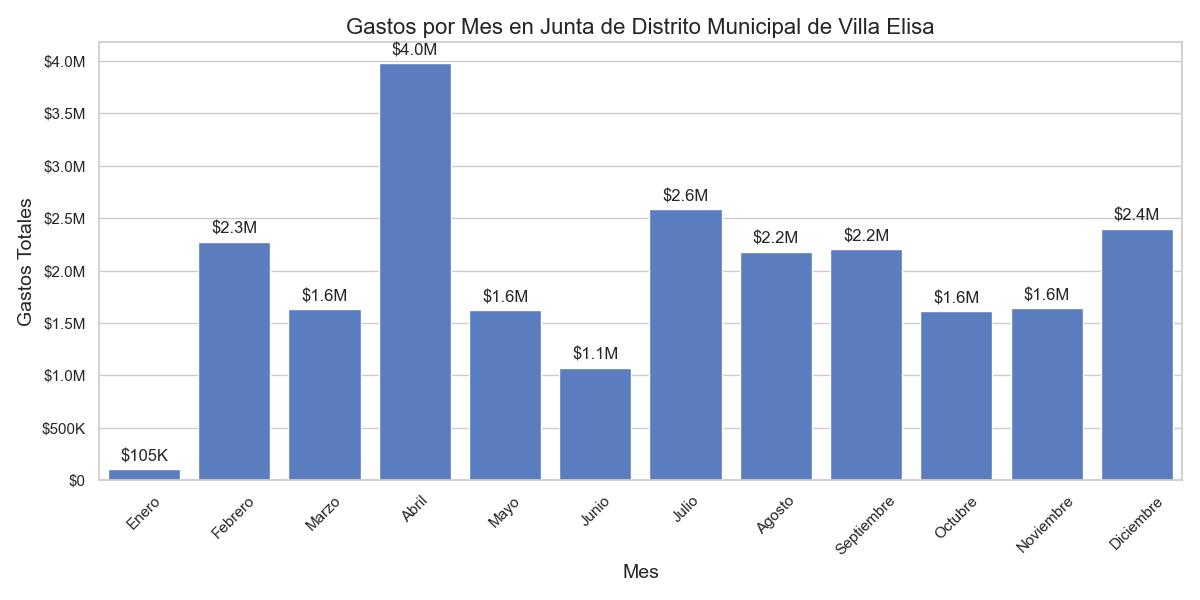 Gastos por Mes en Junta de Distrito Municipal de Villa Elisa
Gastos Totales
$4.0M
$3.5M
$3.0M
$2.5M
$2.0M
$1.5M
$1.0M
$500K
$0
$105K
$2.3M
$1.6M
$4.0M
$1.6M
$1.1M
$2.6M
$2.2M
$2.2M
$1.6M
$1.6M
$2.4M
Enero
Febrero
Marzo
Abril
Mayo
Junio
Julio
Agosto
Septiembre
Octubre
Noviembre
Diciembre
Mes